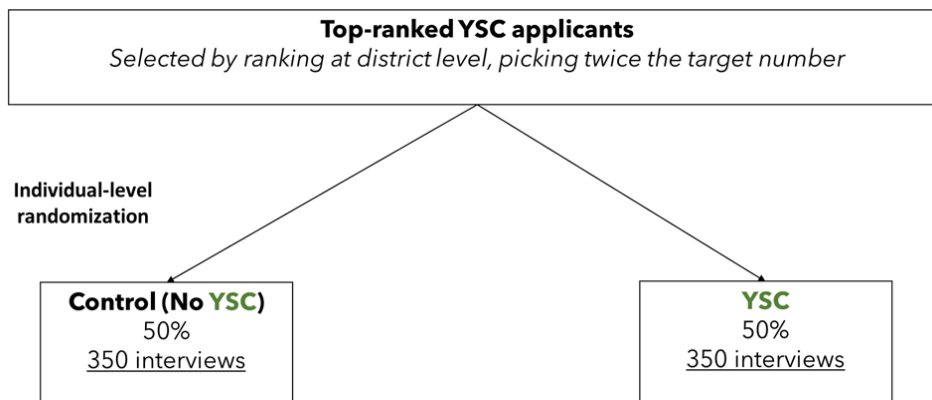 Top-ranked YSC applicants
Selected by ranking at district level, picking twice the target number
Individual-level
randomization
Control (No YSC)
50%
350 interviews
YSC
50%
350 interviews